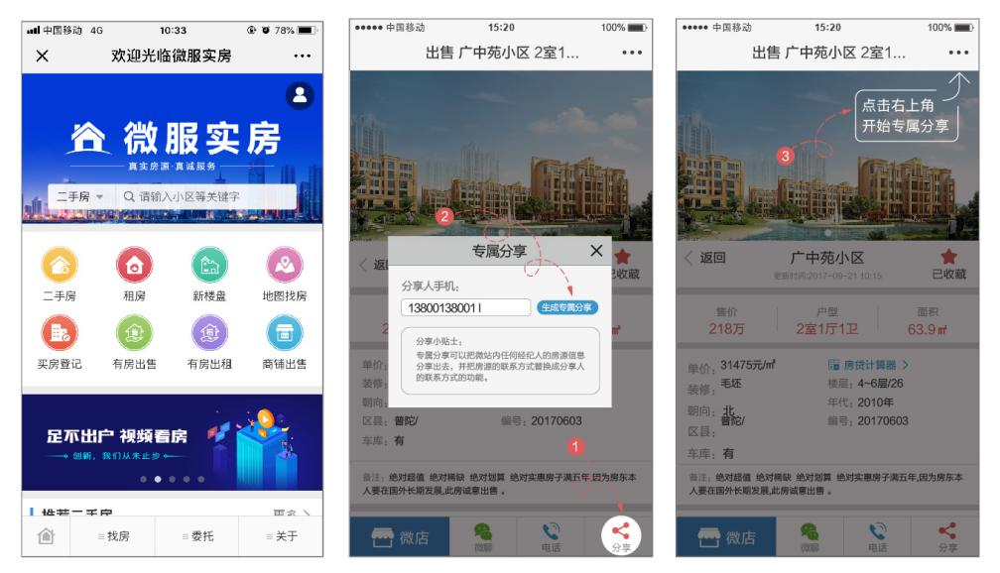 中国移动 4G 10:33 78%
欢迎光临微服实房
微服实房
真实房源·真诚服务
二手房 请输入小区等关键字
二手房 租房 新楼盘 地图找房
买房登记 有房出售 有房出租 商铺出售
足不出户 视频看房
创新,我们从未止步
推荐二手房 更多
找房 委托 关于
中国移动 15:20 100%
出售 广中苑小区 2室1...
2
返回
专属分享
已收藏
分享人手机:
13800138001
生成专属分享
分享小贴士:
专属分享可以把微站内任何经纪人的房源信息
分享出去,并把房源的联系方式替换成分享人
的联系方式的功能。
单价:
装修:
朝向:
区县: 普陀/ 编号: 20170603
车库: 有
1
备注: 绝对超值 绝对稀缺 绝对划算 绝对实惠房子满五年,因为房东本
人要在国外长期发展,此房诚意出售。
微店 微聊 电话 分享
中国移动 15:20 100%
出售 广中苑小区 2室1...
点击右上角
开始专属分享
3
返回 广中苑小区 已收藏
更新时间:2017-09-21 10:15
售价 户型 面积
218万 2室1厅1卫 63.9㎡
单价: 31475元/㎡ 房贷计算器
装修: 毛坯 楼层: 4~6层/26
朝向: 北 年代: 2010年
区县: 普陀/ 编号: 20170603
车库: 有
备注: 绝对超值 绝对稀缺 绝对划算 绝对实惠房子满五年,因为房东本
人要在国外长期发展,此房诚意出售。
微店 微聊 电话 分享